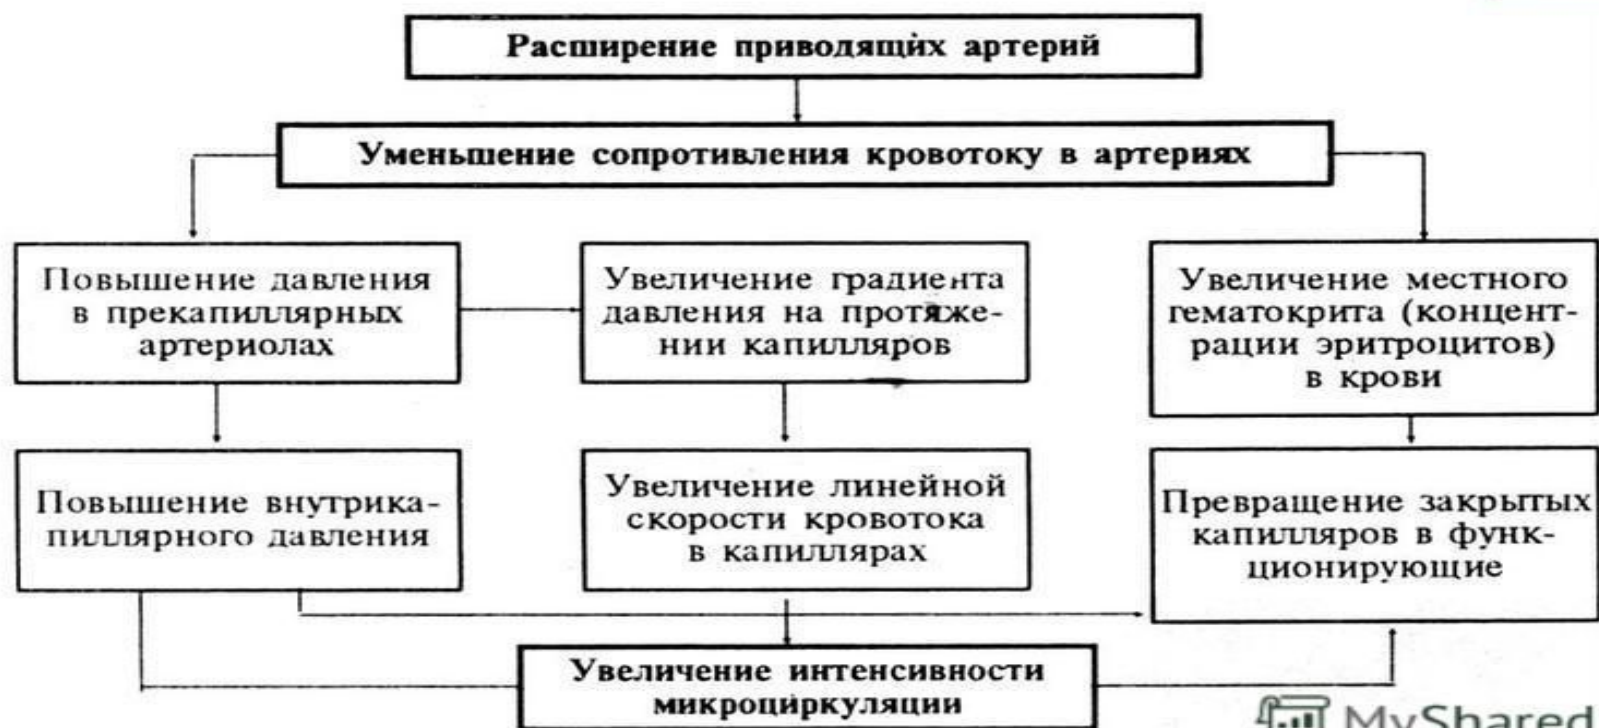 Расширение приводящих артерий
Уменьшение сопротивления кровотоку в артериях
Повышение давления
в прекапиллярных
артериолах
Увеличение градиента
давления на протяже-
нии капилляров
Увеличение местного
гематокрита (концент-
рации эритроцитов)
в крови
Повышение внутрика-
пиллярного давления
Увеличение линейной
скорости кровотока
в капиллярах
Превращение закрытых
капилляров в функ-
ционирующие
Увеличение интенсивности
микроциркуляции
MyShared